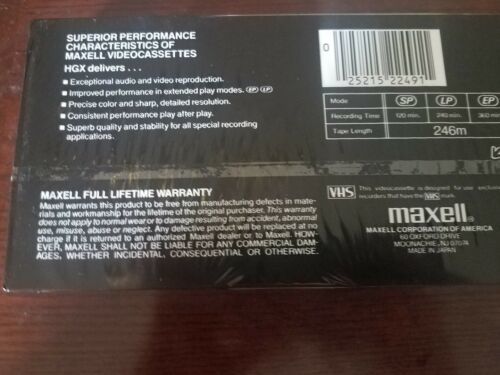 SUPERIOR PERFORMANCE
CHARACTERISTICS OF
MAXELL VIDEOCASSETTES
HGX delivers . . .
■ Exceptional audio and video reproduction.
■ Improved performance in extended play modes. EP LP
■ Precise color and sharp, detailed resolution.
■ Consistent performance play after play.
■ Superb quality and stability for all special recording
applications.
0
25215 22491
Mode SP LP EP
Recording Time 120 min. 240 min. 360 min
Tape Length 246m
MAXELL FULL LIFETIME WARRANTY
Maxell warrants this product to be free from manufacturing defects in mate-
rials and workmanship for the lifetime of the original purchaser. This warranty
does not apply to normal wear or to damage resulting from accident, abnormal
use, misuse, abuse or neglect. Any defective product will be replaced at no
charge if it is returned to an authorized Maxell dealer or to Maxell. HOW-
EVER, MAXELL SHALL NOT BE LIABLE FOR ANY COMMERCIAL DAM-
AGES, WHETHER INCIDENTAL, CONSEQUENTIAL OR OTHERWISE.
VHS This videocassette is designed for use
recorders that have the VHS mark.
maxell®
MAXELL CORPORATION OF AMERICA
60 OXFORD DRIVE
MOONACHIE, NJ 07074
MADE IN JAPAN